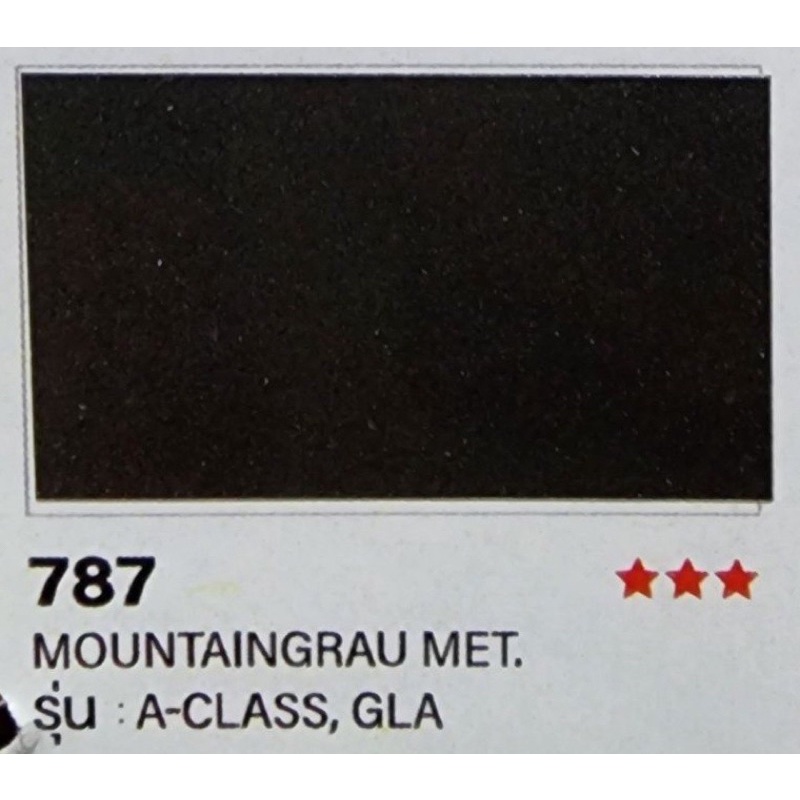 787
MOUNTAINGRAU MET.
รุ่น : A-CLASS, GLA